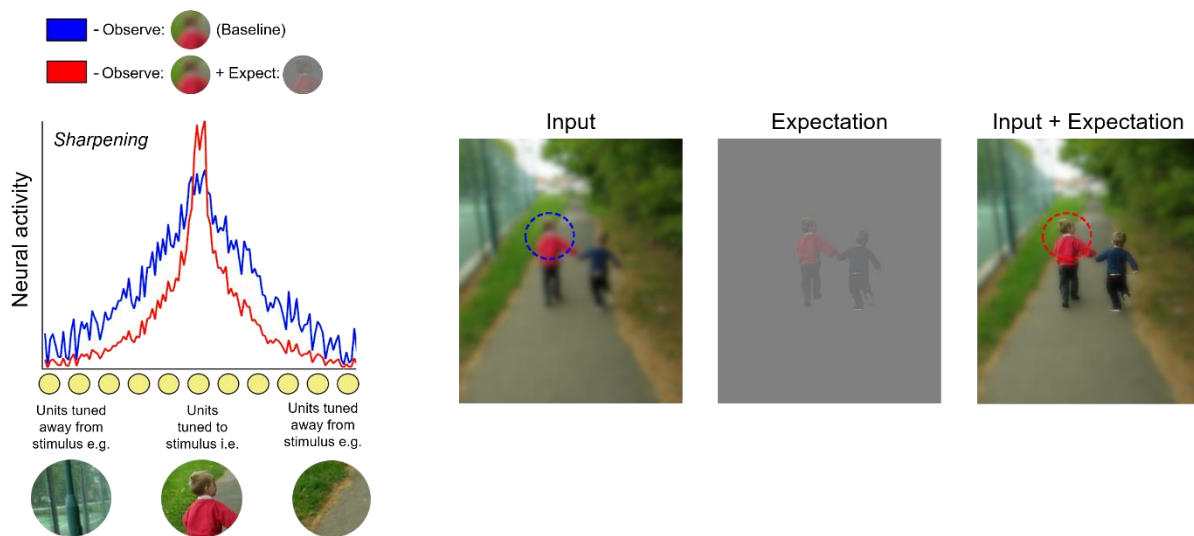 - Observe: (Baseline)
- Observe: + Expect:
Sharpening
Neural activity
Units tuned
away from
stimulus e.g.
Units
tuned to
stimulus i.e.
Units tuned
away from
stimulus e.g.
Input
Expectation
Input + Expectation